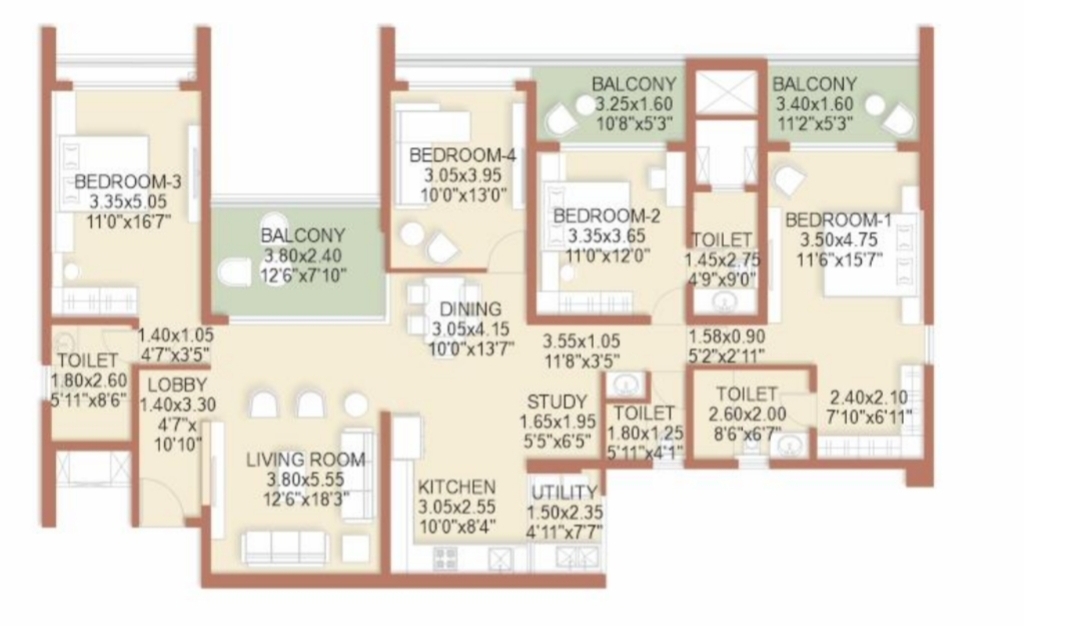 BALCONY
3.25x1.60
10'8"x5'3"
BALCONY
3.40x1.60
11'2"x5'3"
BEDROOM-3
3.35x5.05
11'0"x16'7"
BEDROOM-4
3.05x3.95
10'0"x13'0"
BEDROOM-2
3.35x3.65
11'0"x12'0"
BEDROOM-1
3.50x4.75
11'6"x15'7"
BALCONY
3.80x2.40
12'6"x7'10"
TOILET
1.45x2.75
4'9"x9'0"
DINING
3.05x4.15
10'0"x13'7"
1.40x1.05
4'7"x3'5"
3.55x1.05
11'8"x3'5"
1.58x0.90
5'2"x2'11"
TOILET
1.80x2.60
5'11"x8'6"
LOBBY
1.40x3.30
4'7"x
10'10"
STUDY
1.65x1.95
5'5"x6'5"
TOILET
1.80x1.25
5'11"x4'1"
TOILET
2.60x2.00
8'6"x6'7"
2.40x2.10
7'10"x6'11"
LIVING ROOM
3.80x5.55
12'6"x18'3"
KITCHEN
3.05x2.55
10'0"x8'4"
UTILITY
1.50x2.35
4'11"x7'7"